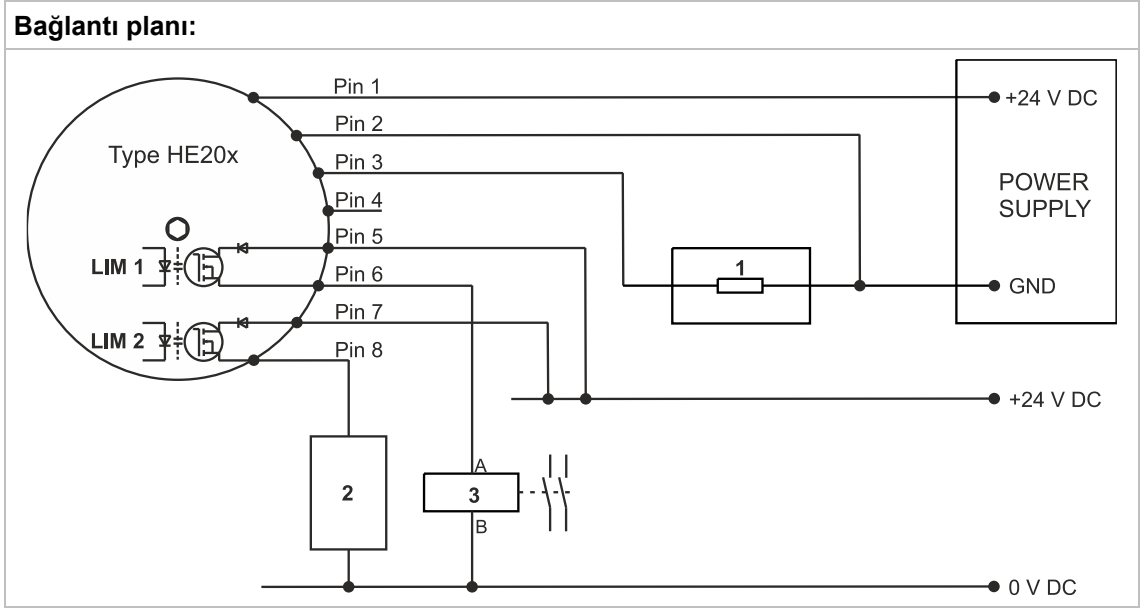 Bağlantı planı:
Pin 1
+24 V DC
Pin 2
Type HE20x
Pin 3
POWER
SUPPLY
Pin 4
Pin 5
LIM 1
1
Pin 6
GND
Pin 7
LIM 2
Pin 8
+24 V DC
A
2
3
B
0 V DC